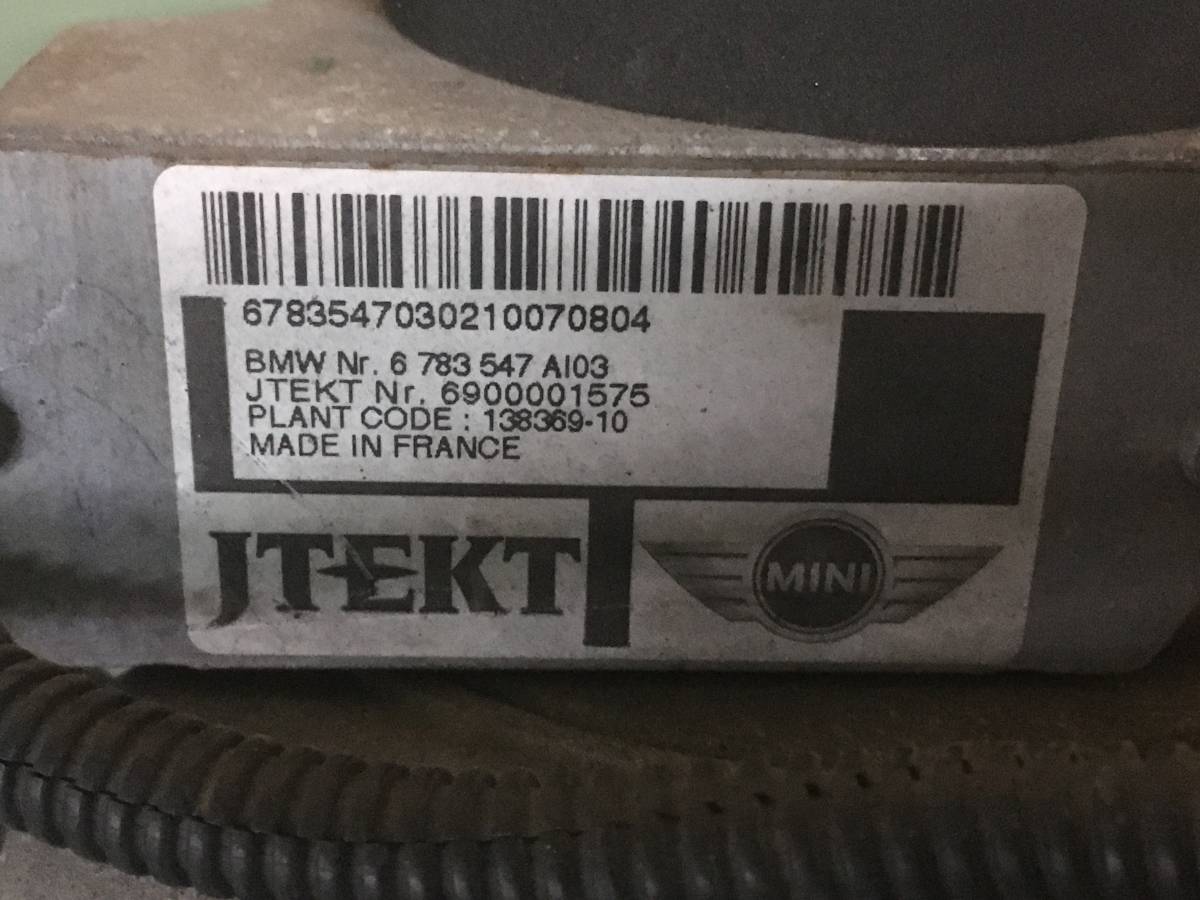 6783547030210070804
BMW Nr. 6 783 547 AI03
JTEKT Nr. 6900001575
PLANT CODE : 138369-10
MADE IN FRANCE
JTEKT
MINI